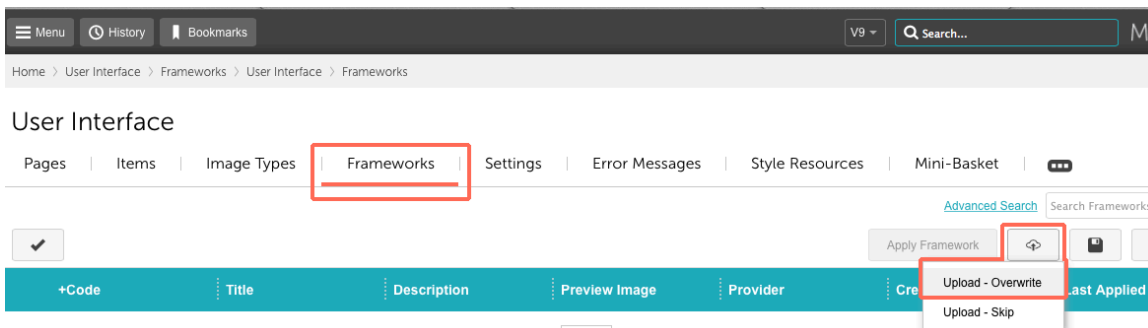 Menu History Bookmarks V9 Search... M
Home > User Interface > Frameworks > User Interface > Frameworks
User Interface
Pages Items Image Types Frameworks Settings Error Messages Style Resources Mini-Basket
Advanced Search Search Frameworks
Apply Framework
+Code Title Description Preview Image Provider Cre Last Applied
Upload - Overwrite
Upload - Skip